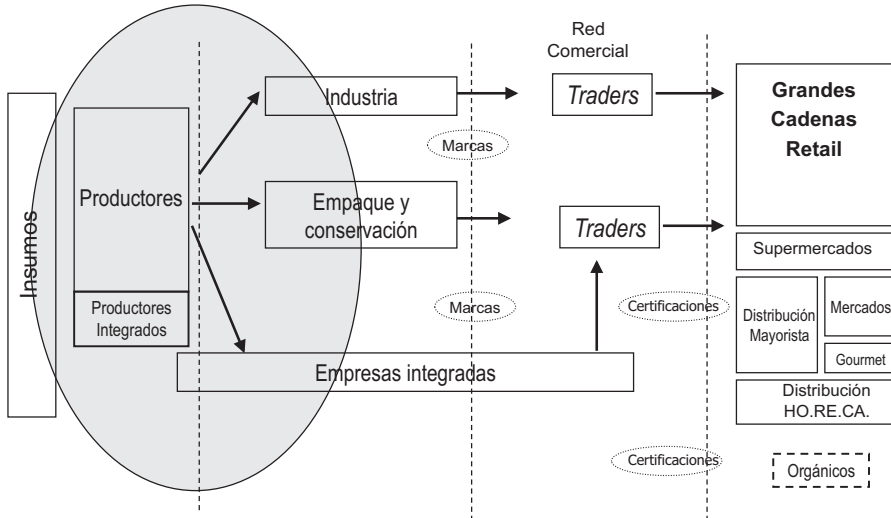 Insumos
Productores
Productores
Integrados
Industria
Empaque y
conservación
Empresas integradas
Marcas
Marcas
Red
Comercial
Traders
Traders
Certificaciones
Certificaciones
Grandes
Cadenas
Retail
Supermercados
Distribución
Mayorista
Mercados
Gourmet
Distribución
HO.RE.CA.
Orgánicos